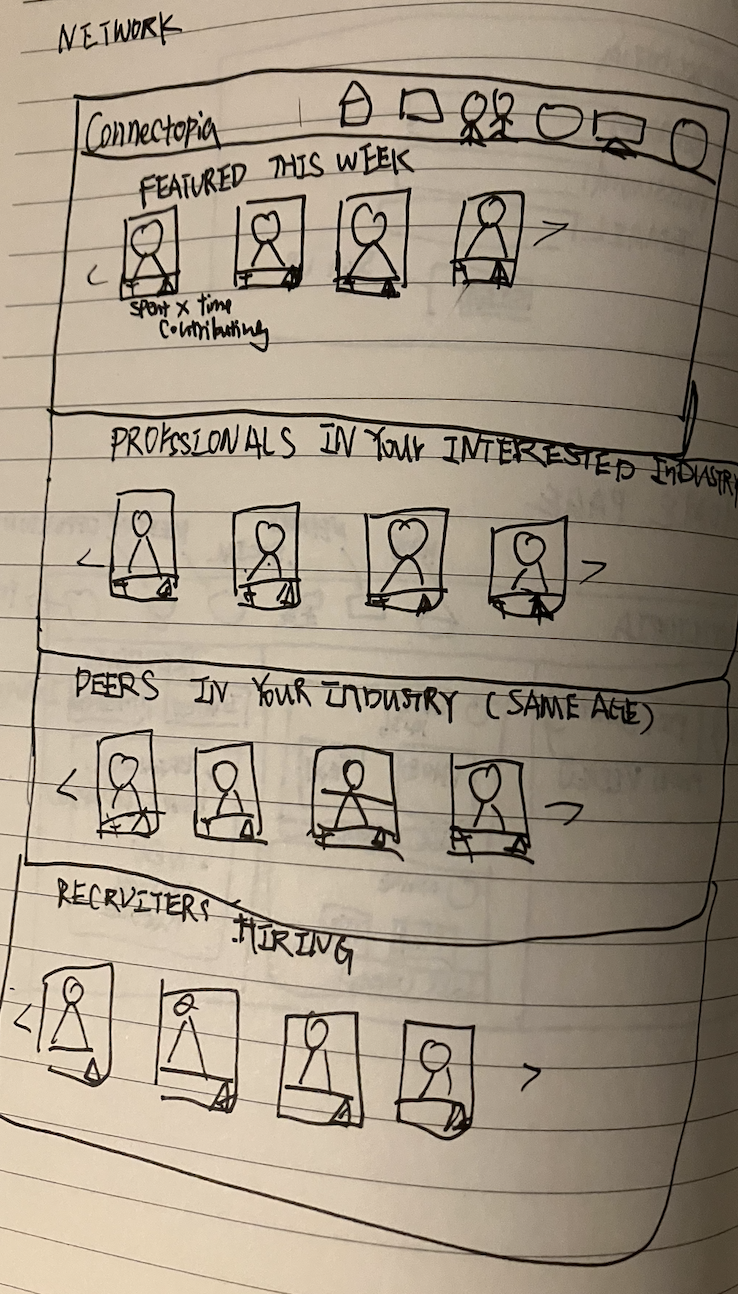 NETWORK
Connectopia
FEATURED THIS WEEK
spent x time
contributing
PROFSSIONALS IN Your INTERESTED INDUSTRY
PEERS IN YOUR INDUSTRY (SAME AGE)
RECRUITERS HIRING